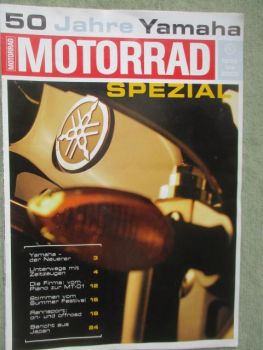 50 Jahre Yamaha
MOTORRAD
MOTORRAD
SPEZIAL
Yamaha - der Neuerer 3
Unterwegs mit Zeitzeugen 4
Die Firma: vom Piano zur MT-01 12
Stimmen vom Summer Festival 16
Rennsport: on- und offroad 18
Bericht aus Japan 24